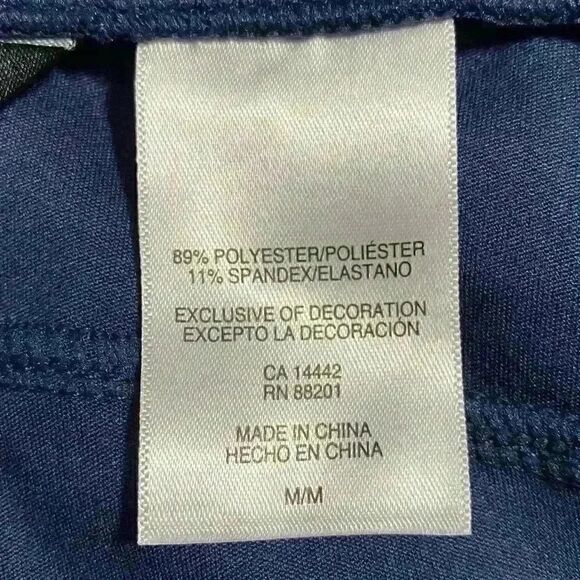 89% POLYESTER/POLIÉSTER
11% SPANDEX/ELASTANO
EXCLUSIVE OF DECORATION
EXCEPTO LA DECORACIÓN
CA 14442
RN 88201
MADE IN CHINA
HECHO EN CHINA
M/M